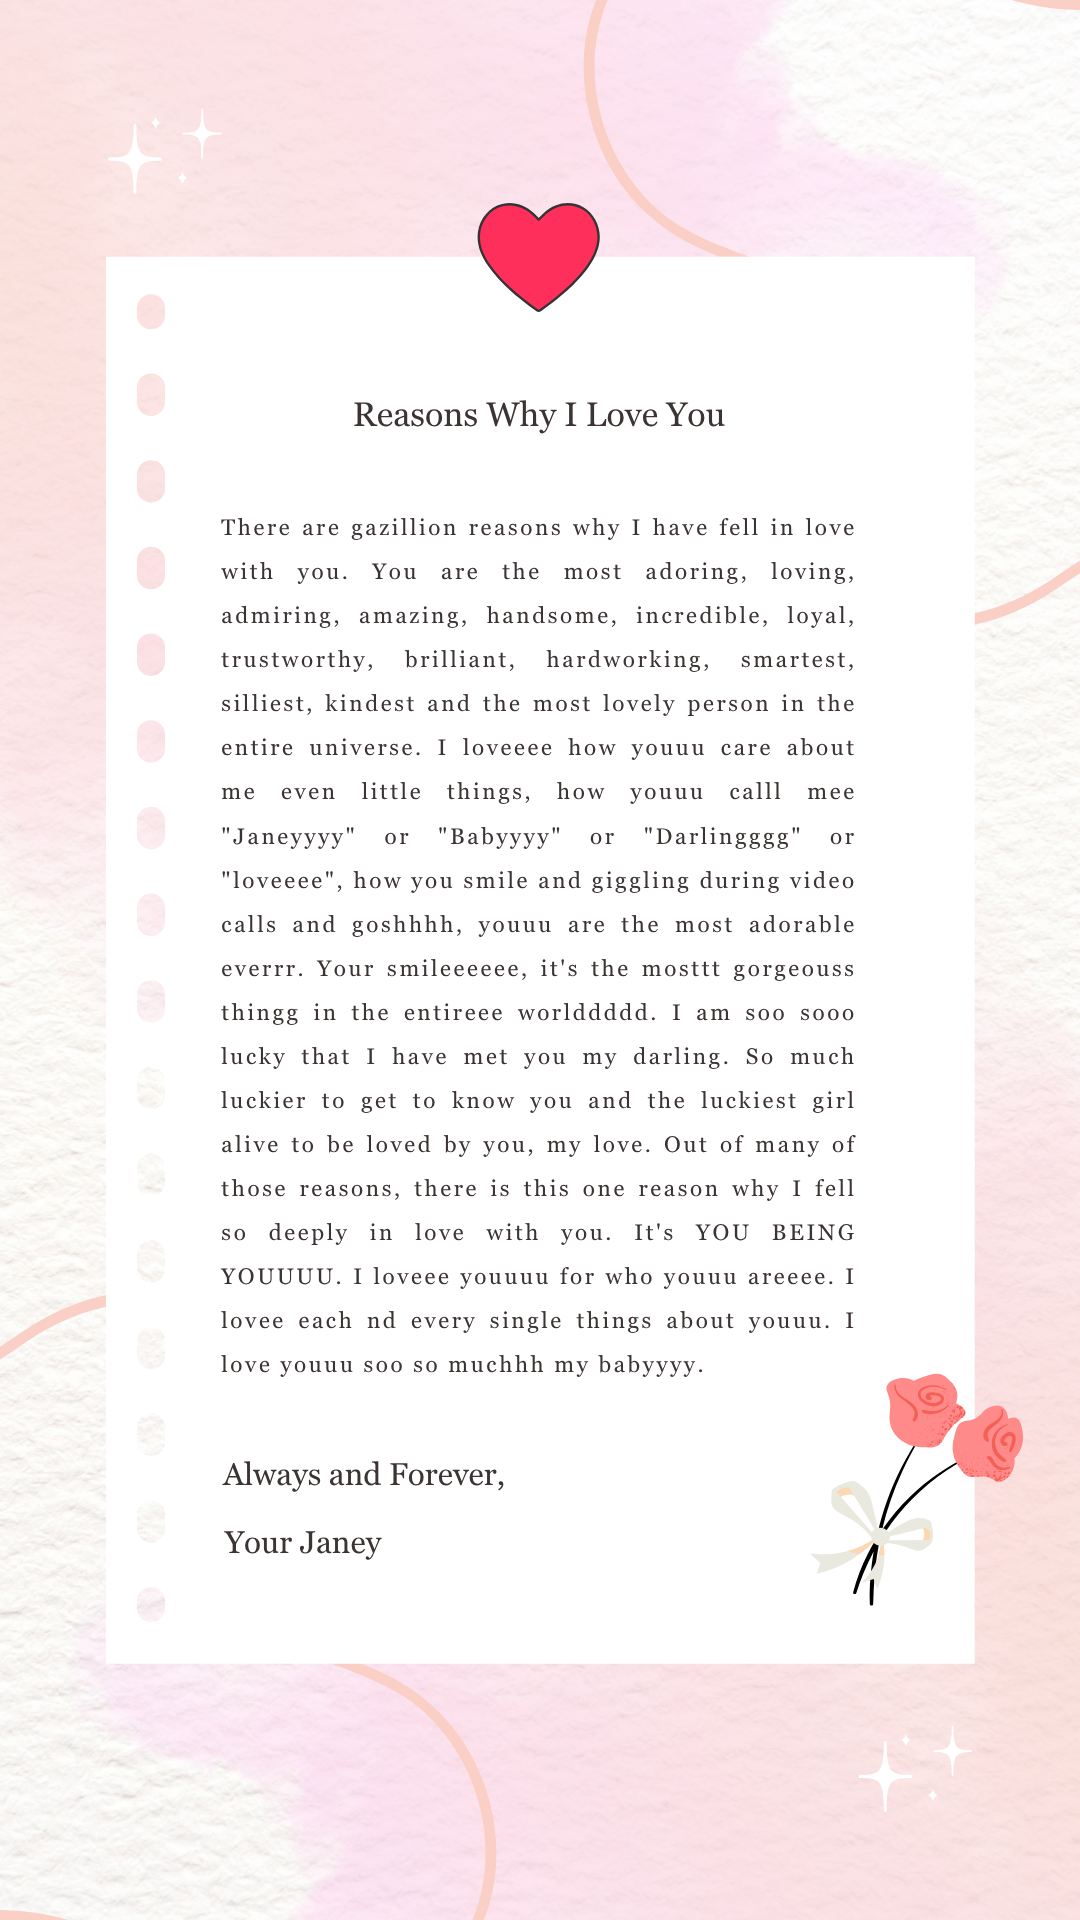 Reasons Why I Love You
There are gazillion reasons why I have fell in love
with you. You are the most adoring, loving,
admiring, amazing, handsome, incredible, loyal,
trustworthy, brilliant, hardworking, smartest,
silliest, kindest and the most lovely person in the
entire universe. I loveeee how youuu care about
me even little things, how youuu calll mee
"Janeyyyy" or "Babyyyy" or "Darlingggg" or
"loveeee", how you smile and giggling during video
calls and goshhhh, youuu are the most adorable
everrr. Your smileeeeee, it's the mosttt gorgeouss
thingg in the entireee worlddddd. I am soo sooo
lucky that I have met you my darling. So much
luckier to get to know you and the luckiest girl
alive to be loved by you, my love. Out of many of
those reasons, there is this one reason why I fell
so deeply in love with you. It's YOU BEING
YOUUUU. I loveee youuuu for who youuu areeee. I
lovee each nd every single things about youuu. I
love youuu soo so muchhh my babyyyy.
Always and Forever,
Your Janey